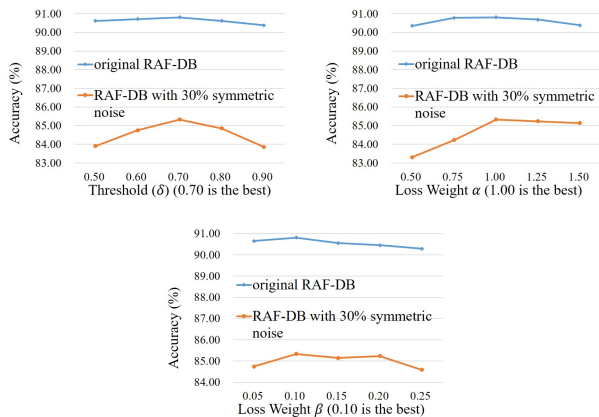 91.00
90.00
89.00
88.00
87.00
86.00
85.00
84.00
83.00
Accuracy (%)
original RAF-DB
RAF-DB with 30% symmetric
noise
0.50 0.60 0.70 0.80 0.90
Threshold (δ) (0.70 is the best)
91.00
90.00
89.00
88.00
87.00
86.00
85.00
84.00
83.00
Accuracy (%)
original RAF-DB
RAF-DB with 30% symmetric
noise
0.50 0.75 1.00 1.25 1.50
Loss Weight α (1.00 is the best)
91.00
90.00
89.00
88.00
87.00
86.00
85.00
84.00
Accuracy (%)
original RAF-DB
RAF-DB with 30% symmetric
noise
0.05 0.10 0.15 0.20 0.25
Loss Weight β (0.10 is the best)